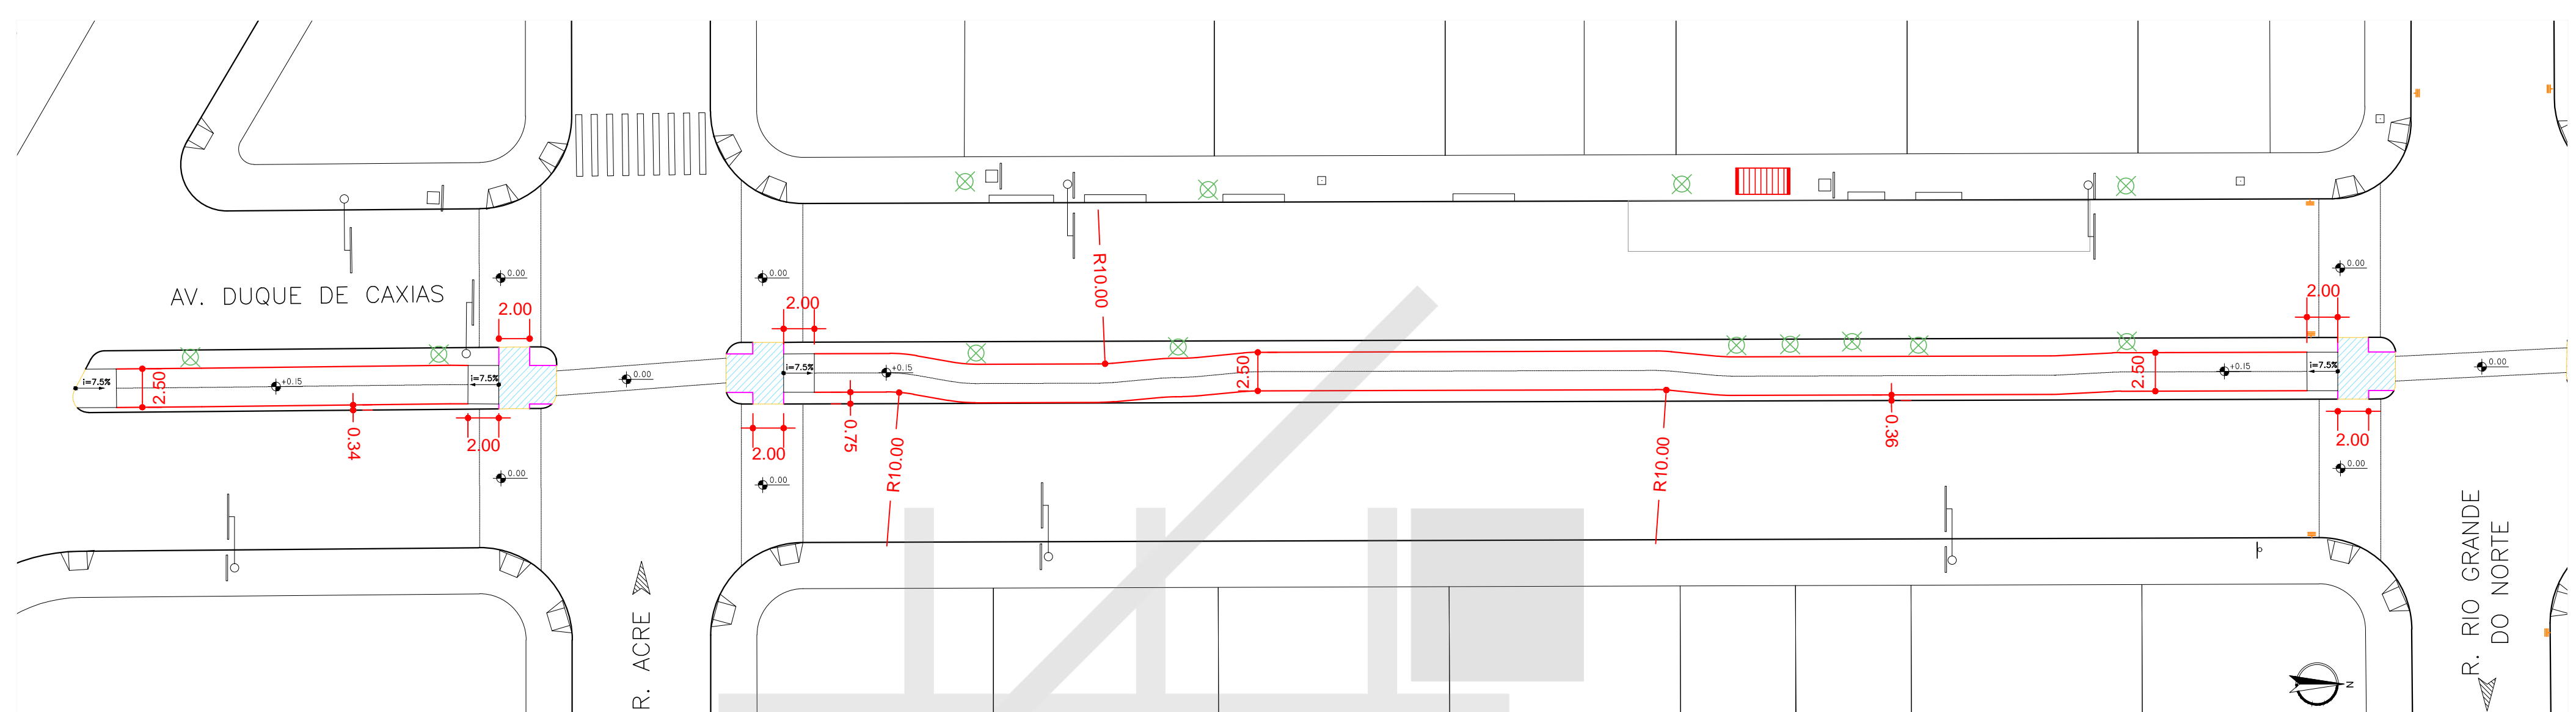 R10.00
AV. DUQUE DE CAXIAS
0.00
0.00
0.00
2.00
2.00
2.00
i=7.5%
2.50
+0.15
i=7.5%
0.34
2.00
0.00
i=7.5%
+0.15
2.00
0.75
R10.00
2.50
R10.00
0.36
2.50
+0.15
i=7.5%
2.00
0.00
0.00
0.00
0.00
R. ACRE
R. RIO GRANDE
DO NORTE
N